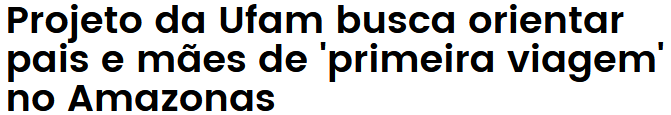 Projeto da Ufam busca orientar
pais e mães de 'primeira viagem'
no Amazonas